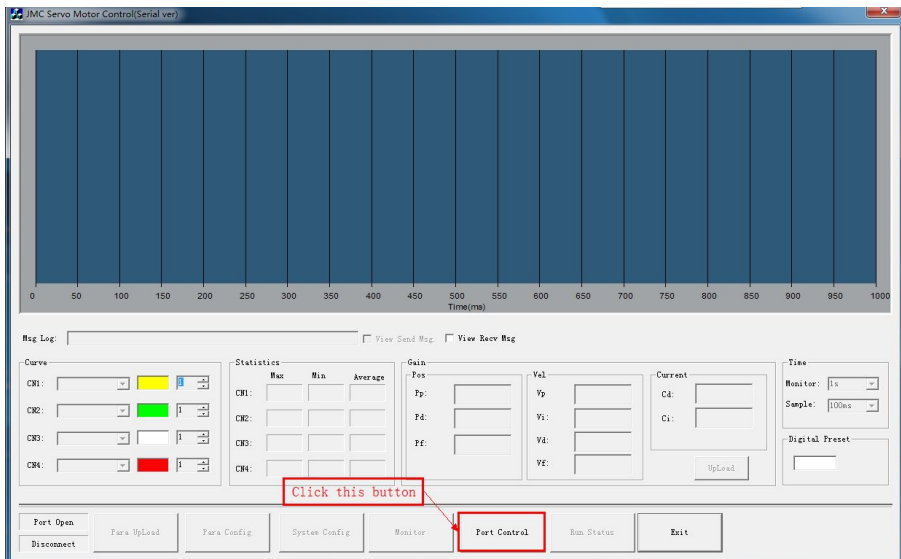 JMC Servo Motor Control(Serial ver)
0 50 100 150 200 250 300 350 400 450 500 550 600 650 700 750 800 850 900 950 1000
Time(ms)
Msg Log: View Send Msg View Recv Msg
Curve
CN1: 1
CN2: 1
CN3: 1
CN4: 1
Statistics
Max Min Average
CN1:
CN2:
CN3:
CN4:
Gain
Pos
Pp:
Pd:
Pf:
Vel
Vp
Vi:
Vd:
Vf:
Current
Cd:
Ci:
UpLoad
Time
Monitor: 1s
Sample: 100ms
Digital Preset
Click this button
Port Open
Disconnect
Para UpLoad
Para Config
System Config
Monitor
Port Control
Run Status
Exit